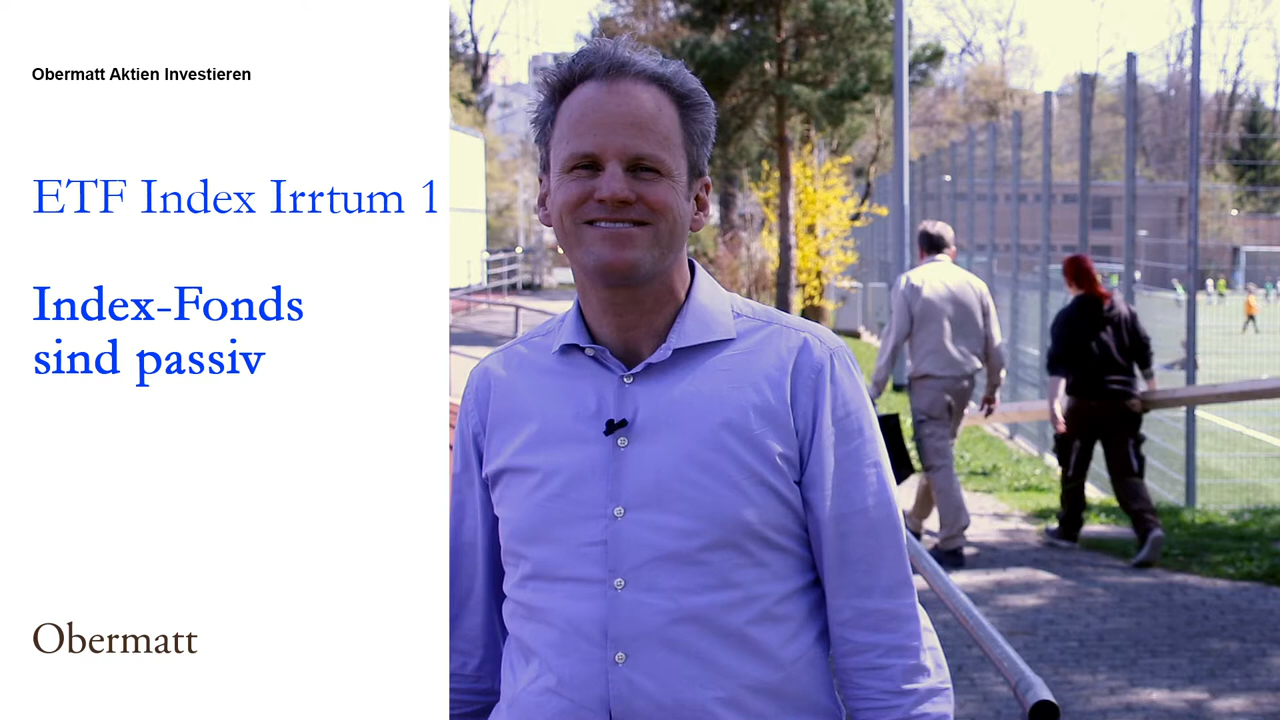 Obermatt Aktien Investieren
ETF Index Irrtum 1
Index-Fonds
sind passiv
Obermatt